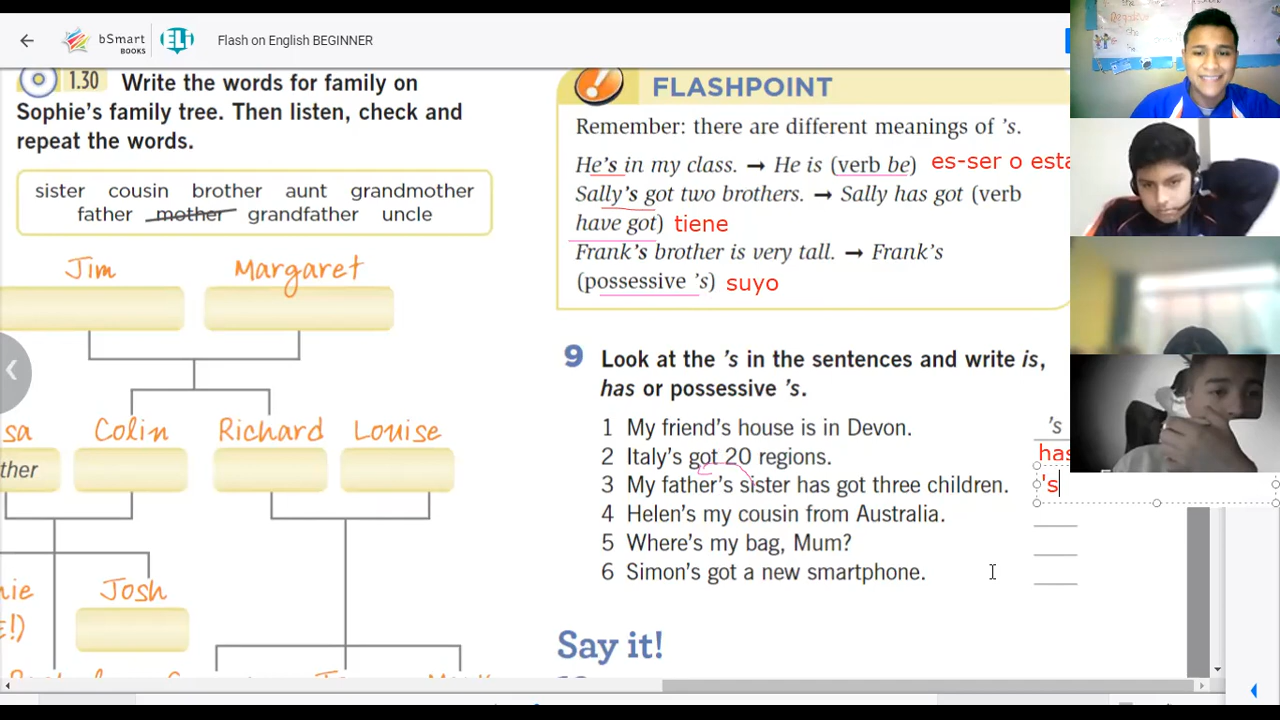 bSmart BOOKS ELi Flash on English BEGINNER
1.30 Write the words for family on
Sophie's family tree. Then listen, check and
repeat the words.
sister cousin brother aunt grandmother
father mother grandfather uncle
Jim Margaret
sa Colin Richard Louise
ther
nie Josh
E!)
FLASHPOINT
Remember: there are different meanings of 's.
He's in my class. → He is (verb be) es-ser o esta
Sally's got two brothers. → Sally has got (verb
have got) tiene
Frank's brother is very tall. → Frank's
(possessive 's) suyo
9 Look at the 's in the sentences and write is,
has or possessive 's.
1 My friend's house is in Devon. 's
2 Italy's got 20 regions. has
3 My father's sister has got three children. 's
4 Helen's my cousin from Australia.
5 Where's my bag, Mum?
6 Simon's got a new smartphone.
Say it!